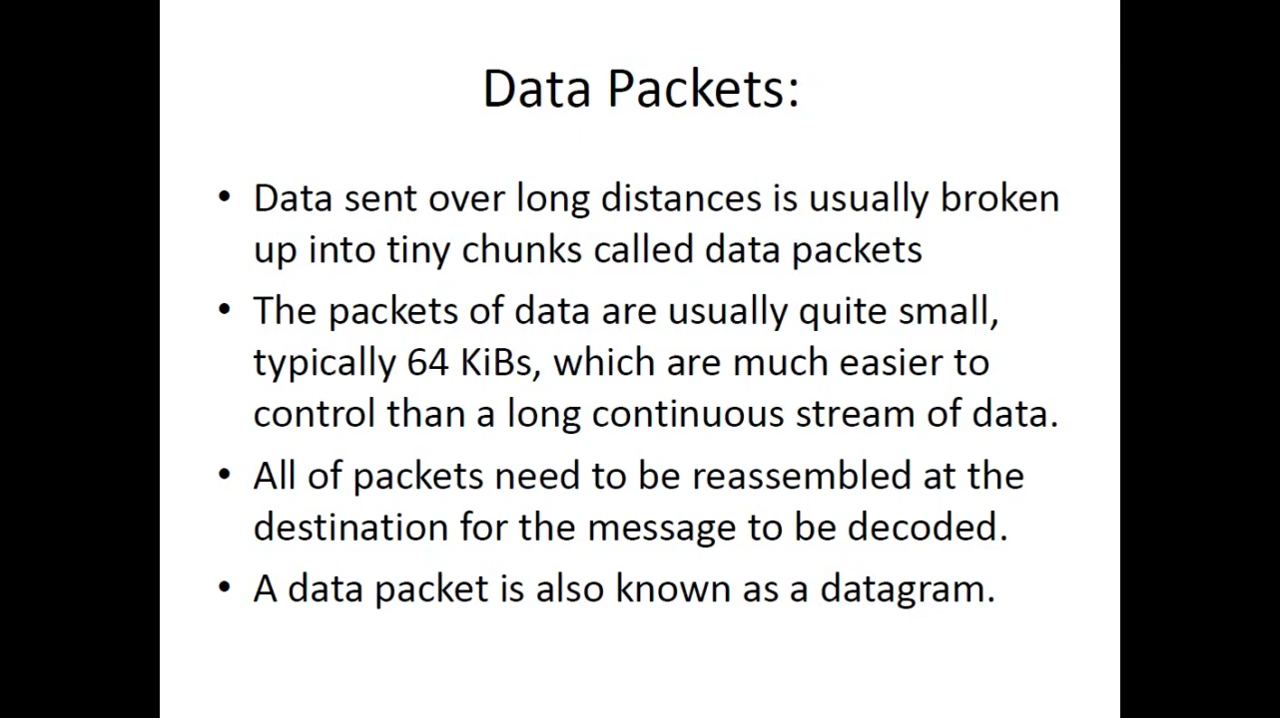 Data Packets:
• Data sent over long distances is usually broken
up into tiny chunks called data packets
• The packets of data are usually quite small,
typically 64 KiBs, which are much easier to
control than a long continuous stream of data.
• All of packets need to be reassembled at the
destination for the message to be decoded.
• A data packet is also known as a datagram.